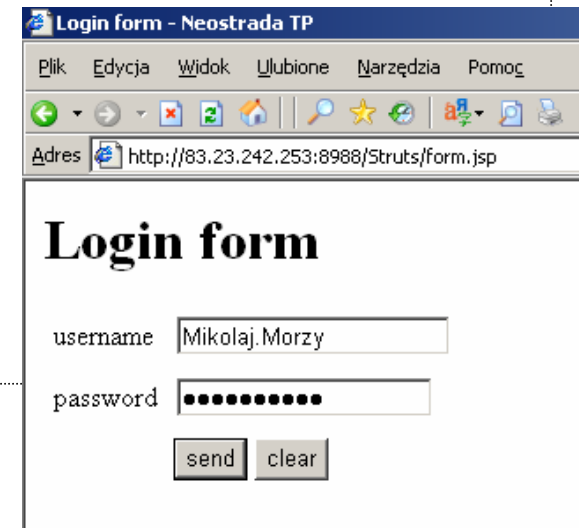 Login form - Neostrada TP
Plik Edycja Widok Ulubione Narzędzia Pomoc
Adres http://83.23.242.253:8988/Struts/form.jsp
Login form
username Mikolaj.Morzy
password ●●●●●●●●●●
send clear